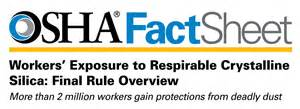 OSHA® FactSheet
Workers' Exposure to Respirable Crystalline
Silica: Final Rule Overview
More than 2 million workers gain protections from deadly dust